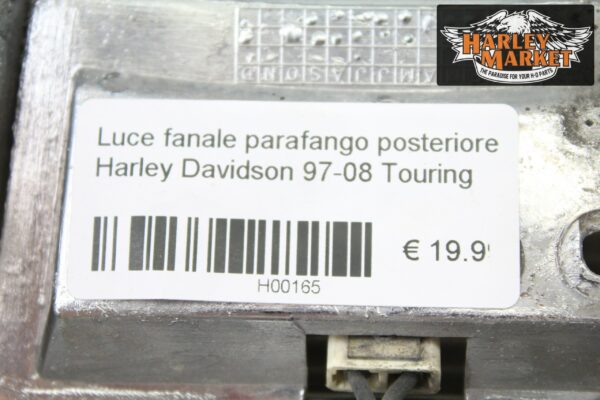 HARLEY
MARKET
"THE PARADISE FOR YOUR H-D PARTS"
AMJJASOND
Luce fanale parafango posteriore
Harley Davidson 97-08 Touring
€ 19.9
H00165